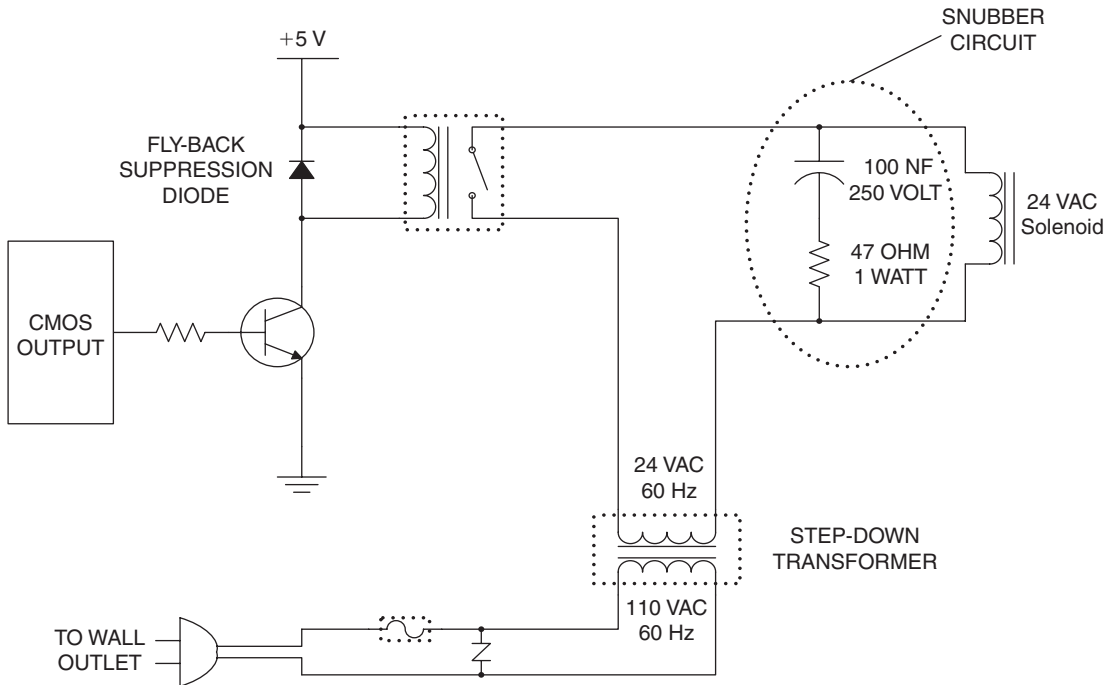 SNUBBER
CIRCUIT
+5 V
FLY-BACK
SUPPRESSION
DIODE
100 NF
250 VOLT
24 VAC
Solenoid
47 OHM
1 WATT
CMOS
OUTPUT
24 VAC
60 Hz
STEP-DOWN
TRANSFORMER
110 VAC
60 Hz
TO WALL
OUTLET